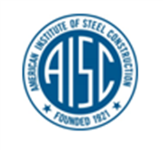 AMERICAN INSTITUTE OF STEEL CONSTRUCTION
AISC
FOUNDED 1921